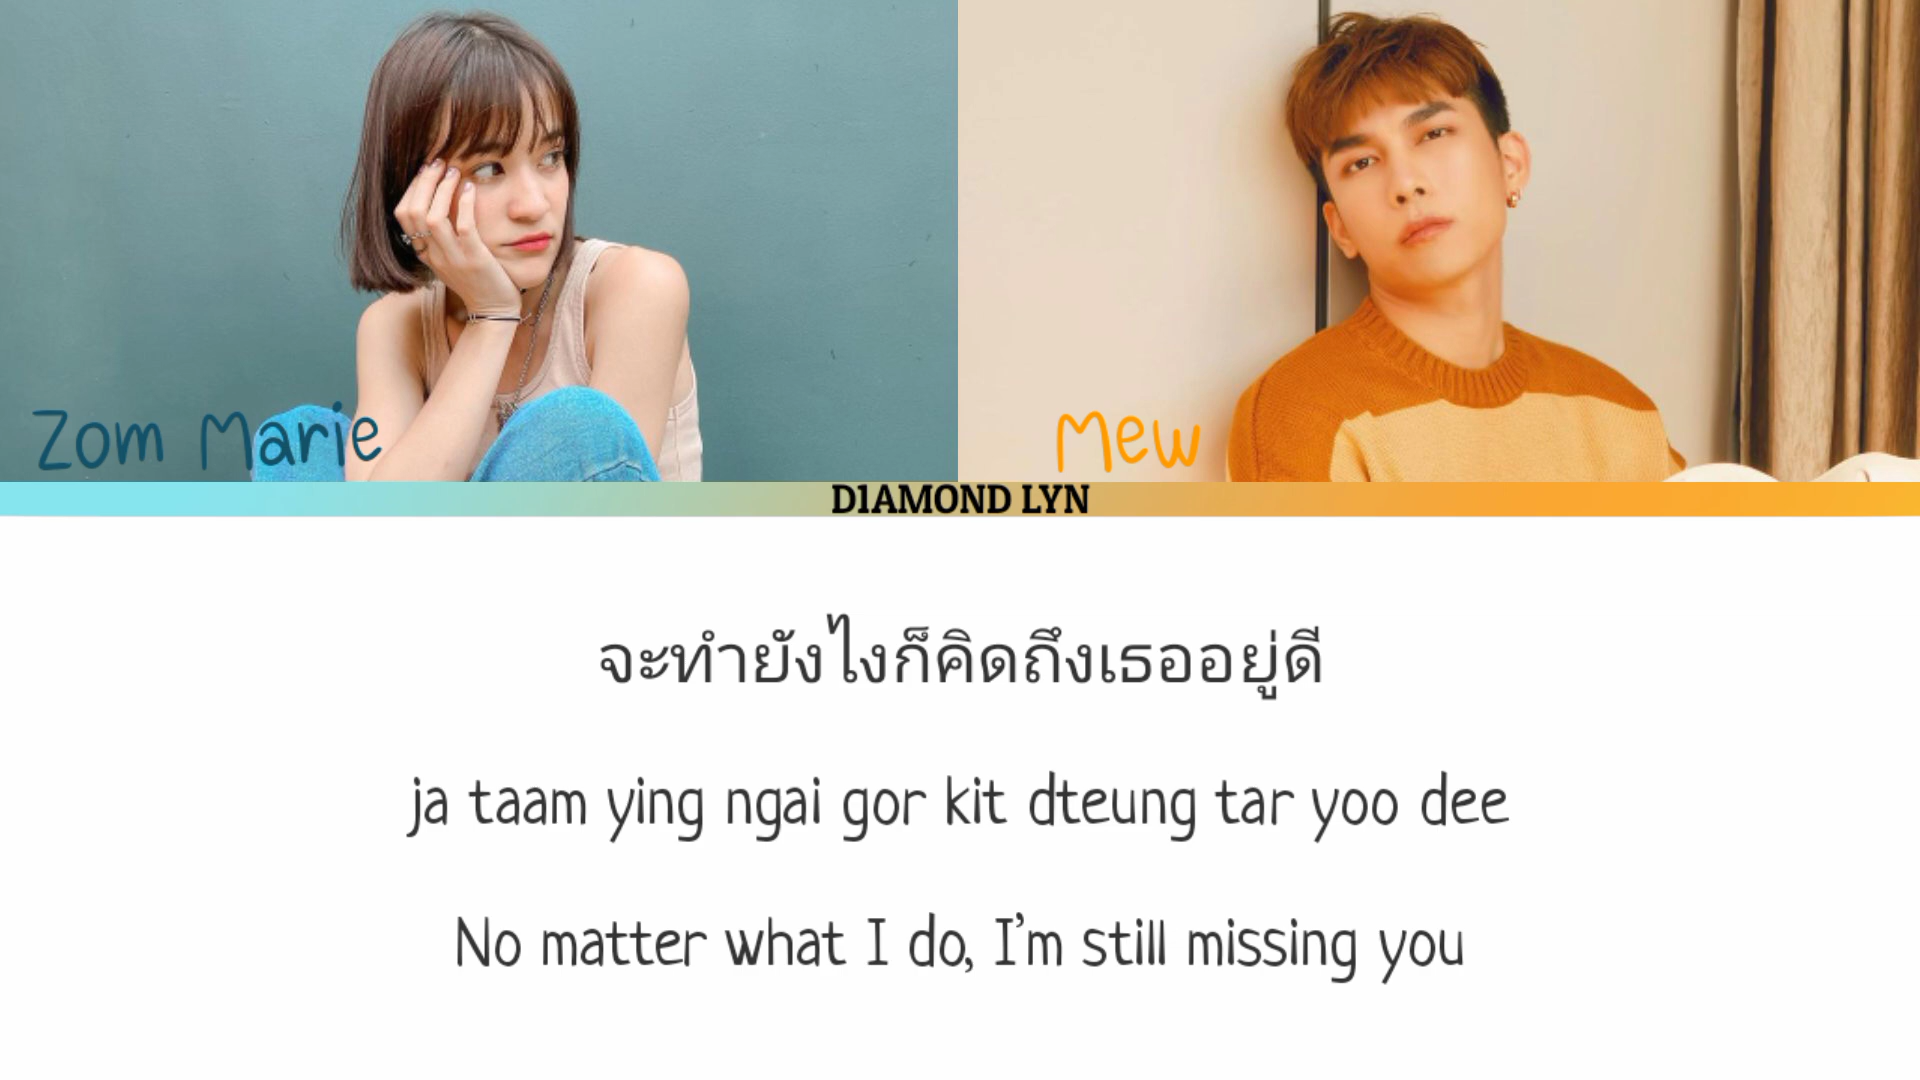 Zom Marie
Mew
D1AMOND LYN
จะทำยังไงก็คิดถึงเธออยู่ดี
ja taam ying ngai gor kit dteung tar yoo dee
No matter what I do, I'm still missing you